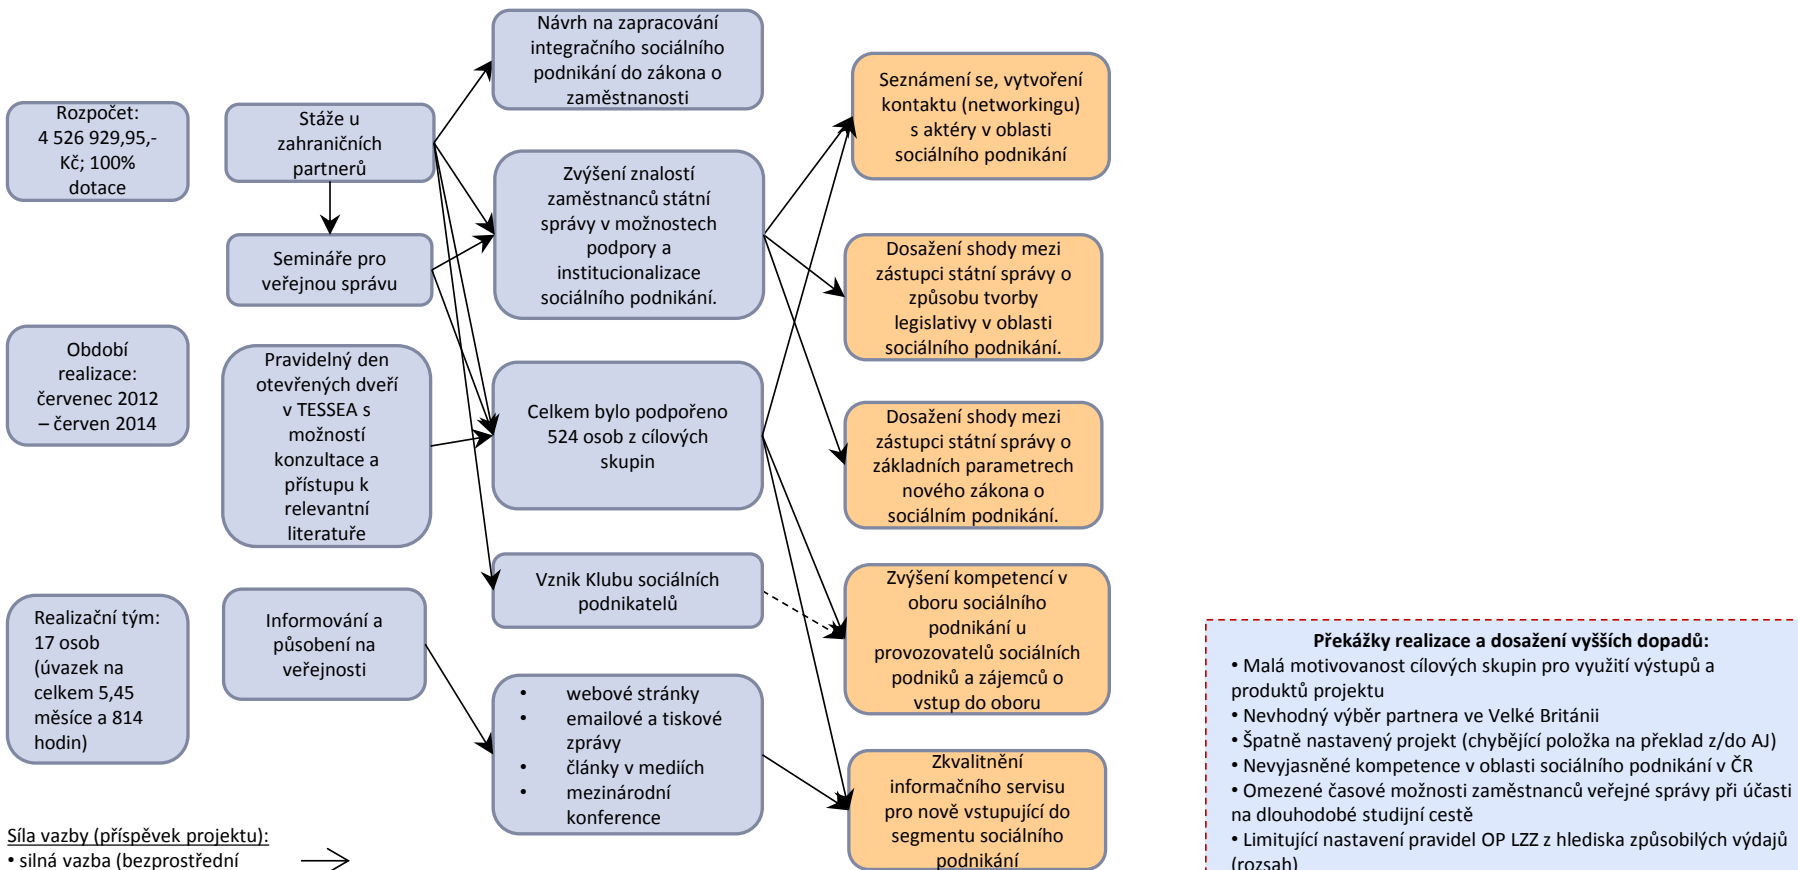 Rozpočet:
4 526 929,95,-
Kč; 100%
dotace
Období
realizace:
červenec 2012
– červen 2014
Realizační tým:
17 osob
(úvazek na
celkem 5,45
měsíce a 814
hodin)
Síla vazby (příspěvek projektu):
• silná vazba (bezprostřední
Stáže u
zahraničních
partnerů
Semináře pro
veřejnou správu
Pravidelný den
otevřených dveří
v TESSEA s
možností
konzultace a
přístupu k
relevantní
literatuře
Informování a
působení na
veřejnosti
Návrh na zapracování
integračního sociálního
podnikání do zákona o
zaměstnanosti
Zvýšení znalostí
zaměstnanců státní
správy v možnostech
podpory a
institucionalizace
sociálního podnikání.
Celkem bylo podpořeno
524 osob z cílových
skupin
Vznik Klubu sociálních
podnikatelů
• webové stránky
• emailové a tiskové
zprávy
• články v mediích
• mezinárodní
konference
Seznámení se, vytvoření
kontaktu (networkingu)
s aktéry v oblasti
sociálního podnikání
Dosažení shody mezi
zástupci státní správy o
způsobu tvorby
legislativy v oblasti
sociálního podnikání.
Dosažení shody mezi
zástupci státní správy o
základních parametrech
nového zákona o
sociálním podnikání.
Zvýšení kompetencí v
oboru sociálního
podnikání u
provozovatelů sociálních
podniků a zájemců o
vstup do oboru
Zkvalitnění
informačního servisu
pro nově vstupující do
segmentu sociálního
podnikání
Překážky realizace a dosažení vyšších dopadů:
• Malá motivovanost cílových skupin pro využití výstupů a
produktů projektu
• Nevhodný výběr partnera ve Velké Británii
• Špatně nastavený projekt (chybějící položka na překlad z/do AJ)
• Nevyjasněné kompetence v oblasti sociálního podnikání v ČR
• Omezené časové možnosti zaměstnanců veřejné správy při účasti
na dlouhodobé studijní cestě
• Limitující nastavení pravidel OP LZZ z hlediska způsobilých výdajů
(rozsah)